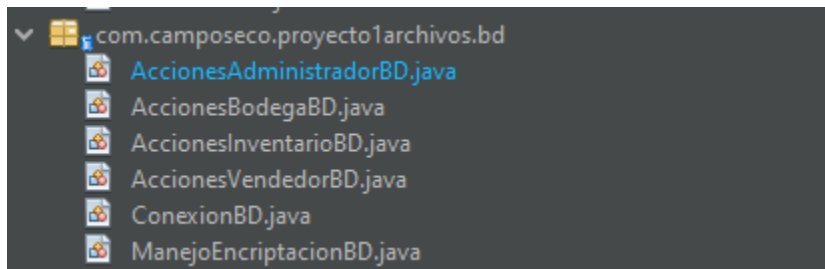 com.camposeco.proyecto1archivos.bd
AccionesAdministradorBD.java
AccionesBodegaBD.java
AccionesInventarioBD.java
AccionesVendedorBD.java
ConexionBD.java
ManejoEncriptacionBD.java